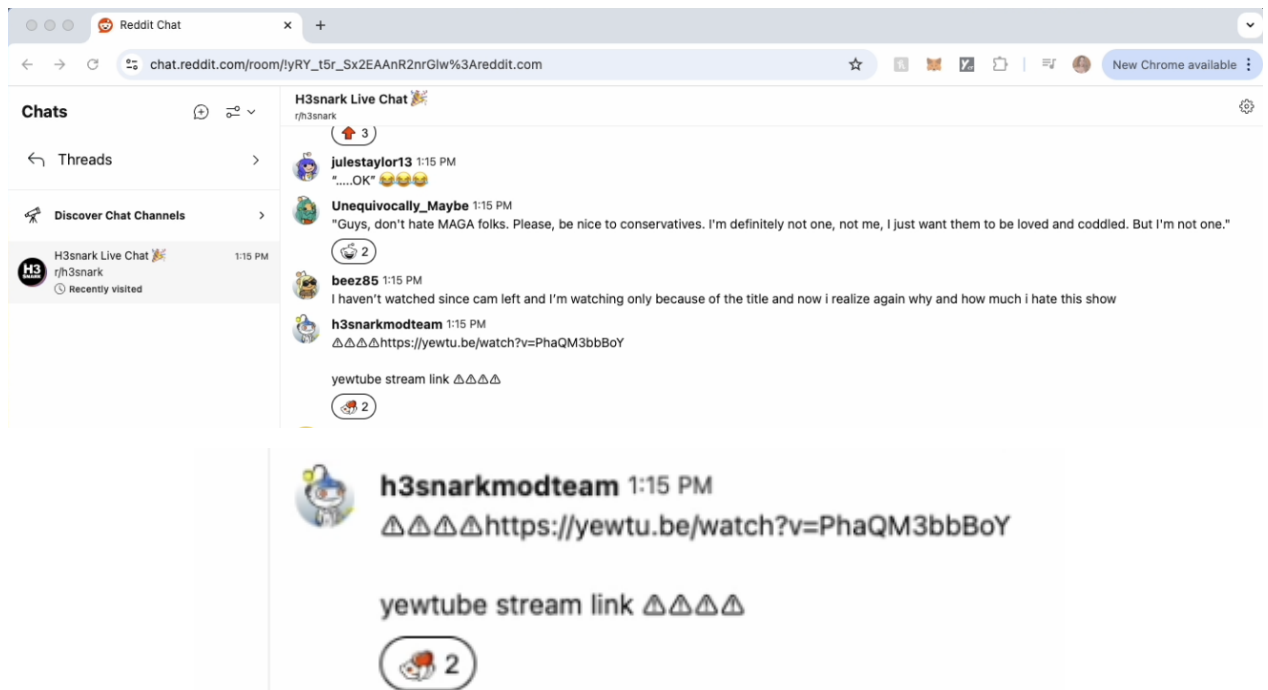 Reddit Chat
chat.reddit.com/room/!yRY_t5r_Sx2EAAnR2nrGlw%3Areddit.com
New Chrome available
Chats
Threads
Discover Chat Channels
H3snark Live Chat 🎉
1:15 PM
r/h3snark
Recently visited
H3
SNARK
H3snark Live Chat 🎉
r/h3snark
3
julestaylor13 1:15 PM
".....OK" 😂😂😂
Unequivocally_Maybe 1:15 PM
"Guys, don't hate MAGA folks. Please, be nice to conservatives. I'm definitely not one, not me, I just want them to be loved and coddled. But I'm not one."
2
beez85 1:15 PM
I haven't watched since cam left and I'm watching only because of the title and now i realize again why and how much i hate this show
h3snarkmodteam 1:15 PM
⚠⚠⚠⚠https://yewtu.be/watch?v=PhaQM3bbBoY
yewtube stream link ⚠⚠⚠⚠
2
h3snarkmodteam 1:15 PM
⚠⚠⚠⚠https://yewtu.be/watch?v=PhaQM3bbBoY
yewtube stream link ⚠⚠⚠⚠
2